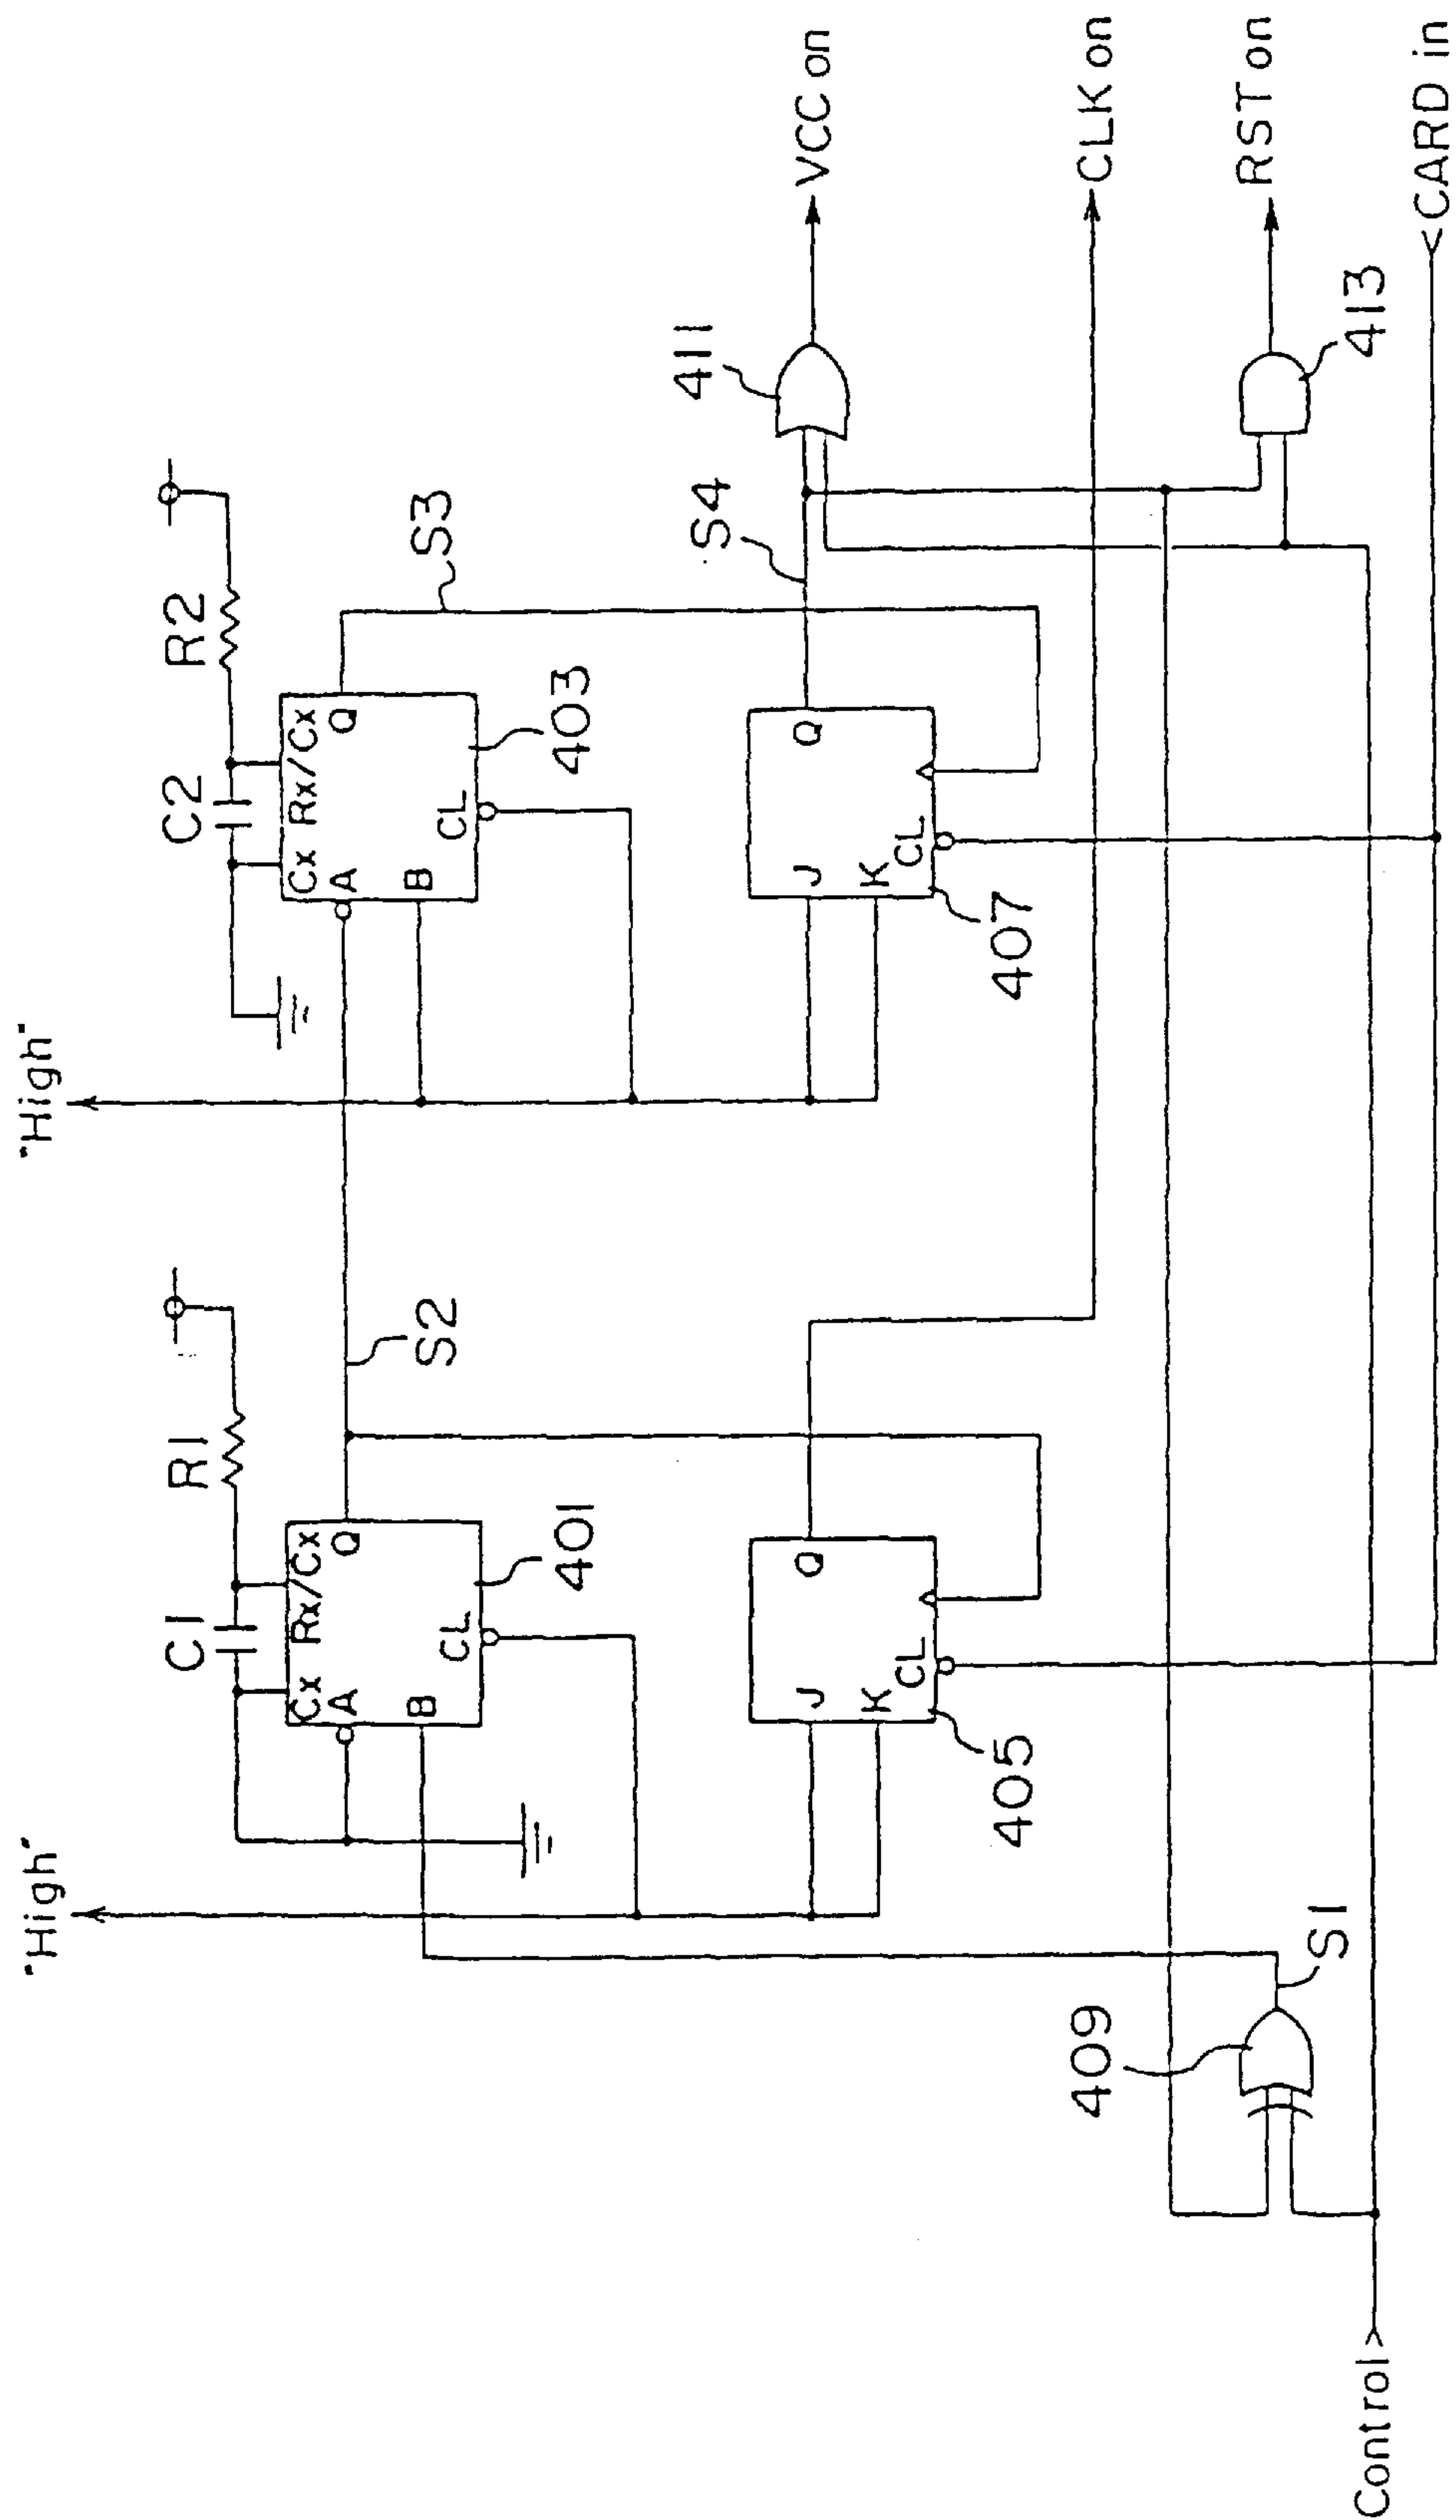 "High"
"High"
C1
R1
C2
R2
Cx
Rx/Cx
A
Q
B
CL
401
S2
Cx
Rx/Cx
A
Q
B
CL
403
S3
J
Q
K
CL
405
J
Q
K
CL
407
S4
411
VCC on
CLK on
409
S1
413
RST on
Control
CARD in